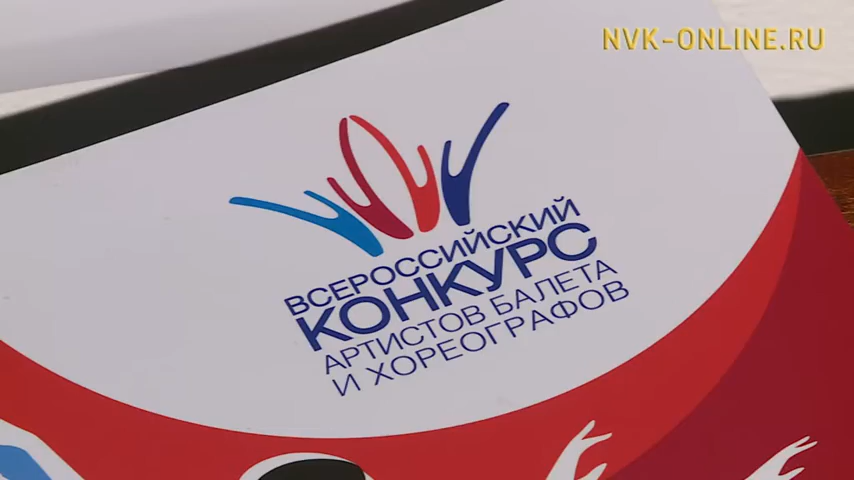 NVK-ONLINE.RU
ВСЕРОССИЙСКИЙ
КОНКУРС
АРТИСТОВ БАЛЕТА
И ХОРЕОГРАФОВ